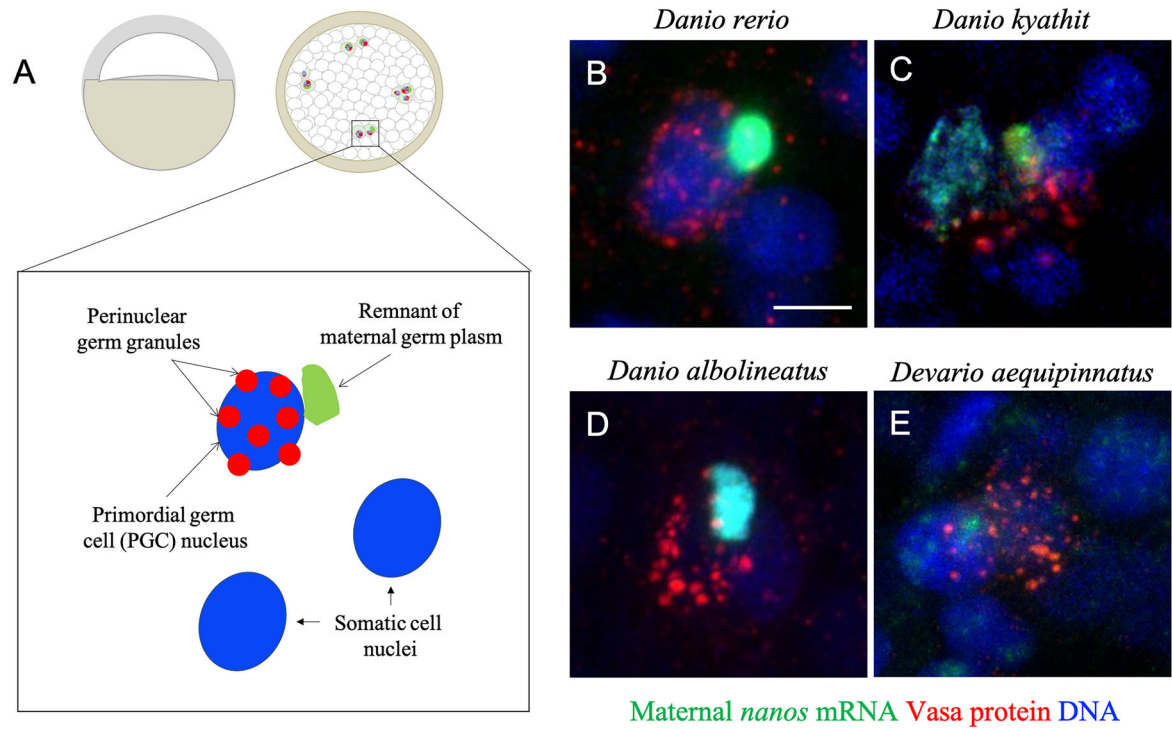 A
Perinuclear
germ granules
Remnant of
maternal germ plasm
Primordial germ
cell (PGC) nucleus
Somatic cell
nuclei
Danio rerio
Danio kyathit
B
C
Danio albolineatus
Devario aequipinnatus
D
E
Maternal nanos mRNA Vasa protein DNA